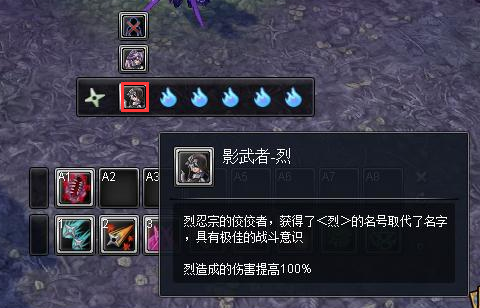 影武者-烈
A1 A2 A3 A5 A6 A7 A8
烈忍宗的佼佼者,获得了<烈>的名号取代了名字
,具有极佳的战斗意识
1 2 3
烈造成的伤害提高100%